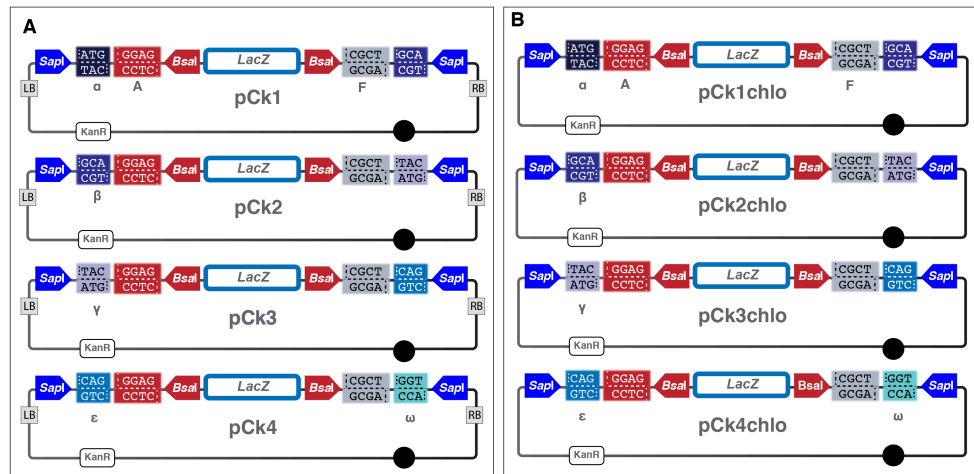 A
SapI ATG GGAG BsaI LacZ BsaI CGCT GCA SapI
TAC CCTC GCGA CGT
LB α A F RB
pCk1
KanR
SapI GCA GGAG BsaI LacZ BsaI CGCT TAC SapI
CGT CCTC GCGA ATG
LB β RB
pCk2
KanR
SapI TAC GGAG BsaI LacZ BsaI CGCT CAG SapI
ATG CCTC GCGA GTC
LB γ RB
pCk3
KanR
SapI CAG GGAG BsaI LacZ BsaI CGCT GGT SapI
GTC CCTC GCGA CCA
LB ε ω RB
pCk4
KanR
B
SapI ATG GGAG BsaI LacZ BsaI CGCT GCA SapI
TAC CCTC GCGA CGT
α A F
pCk1chlo
KanR
SapI GCA GGAG BsaI LacZ BsaI CGCT TAC SapI
CGT CCTC GCGA ATG
β
pCk2chlo
KanR
SapI TAC GGAG BsaI LacZ BsaI CGCT CAG SapI
ATG CCTC GCGA GTC
γ
pCk3chlo
KanR
SapI CAG GGAG BsaI LacZ BsaI CGCT GGT SapI
GTC CCTC GCGA CCA
ε ω
pCk4chlo
KanR